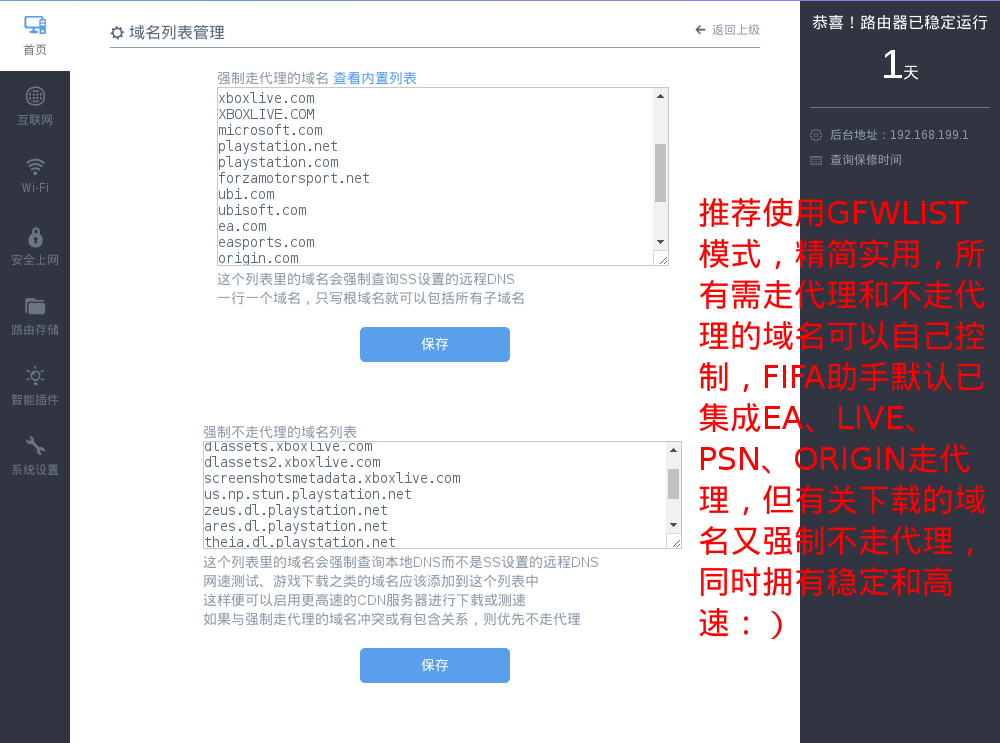 首页
互联网
Wi-Fi
安全上网
路由存储
智能插件
系统设置
域名列表管理
返回上级
强制走代理的域名 查看内置列表
xboxlive.com
XBOXLIVE.COM
microsoft.com
playstation.net
playstation.com
forzamotorsport.net
ubi.com
ubisoft.com
ea.com
easports.com
origin.com
这个列表里的域名会强制查询SS设置的远程DNS
一行一个域名，只写根域名就可以包括所有子域名
保存
强制不走代理的域名列表
dlassets.xboxlive.com
dlassets2.xboxlive.com
screenshotsmetadata.xboxlive.com
us.np.stun.playstation.net
zeus.dl.playstation.net
ares.dl.playstation.net
theia.dl.playstation.net
这个列表里的域名会强制查询本地DNS而不是SS设置的远程DNS
网速测试、游戏下载之类的域名应该添加到这个列表中
这样便可以启用更高速的CDN服务器进行下载或测速
如果与强制走代理的域名冲突或有包含关系，则优先不走代理
保存
恭喜！路由器已稳定运行
1天
后台地址：192.168.199.1
查询保修时间
推荐使用GFWLIST
模式，精简实用，所
有需走代理和不走代
理的域名可以自己控
制，FIFA助手默认已
集成EA、LIVE、
PSN、ORIGIN走代
理，但有关下载的域
名又强制不走代理，
同时拥有稳定和高
速：）